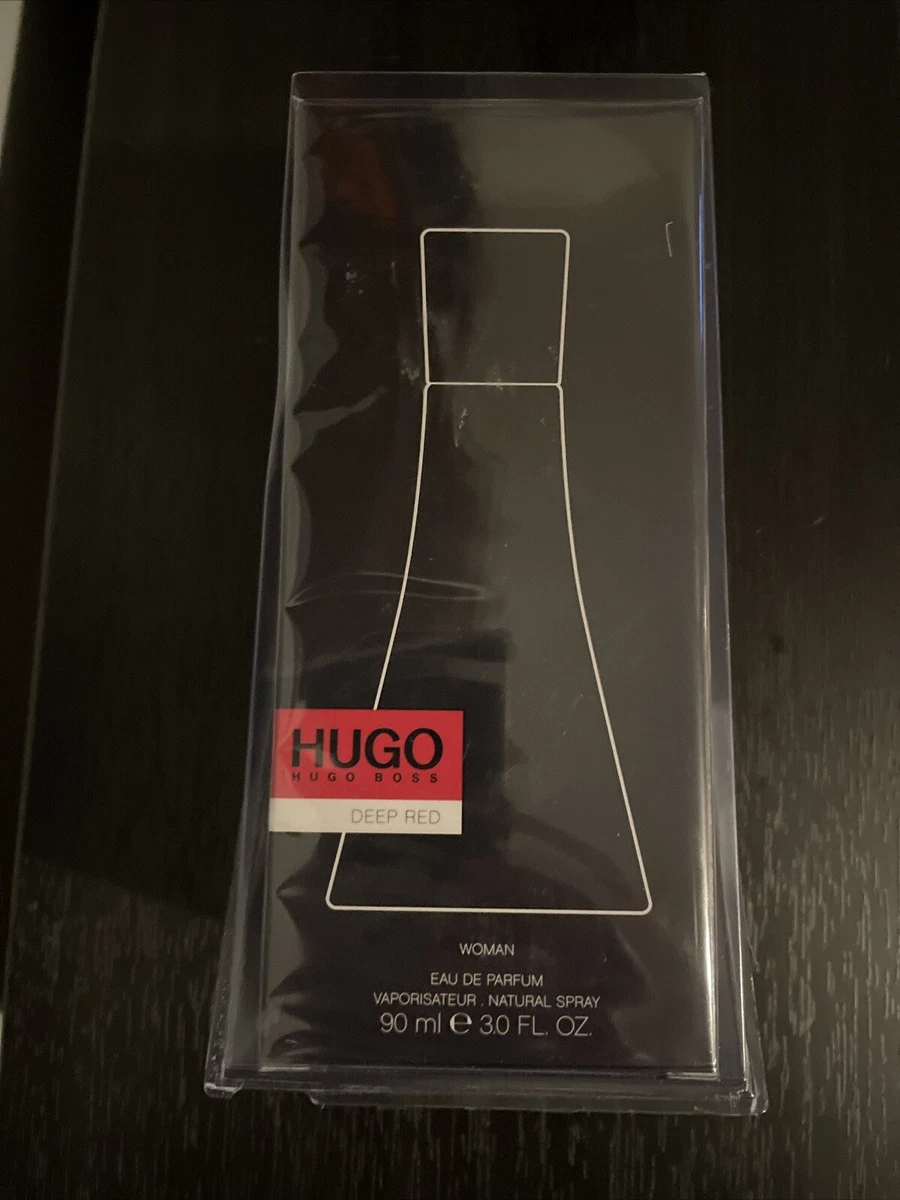 HUGO
HUGO BOSS
DEEP RED
WOMAN
EAU DE PARFUM
VAPORISATEUR . NATURAL SPRAY
90 ml ℮ 3.0 FL. OZ.